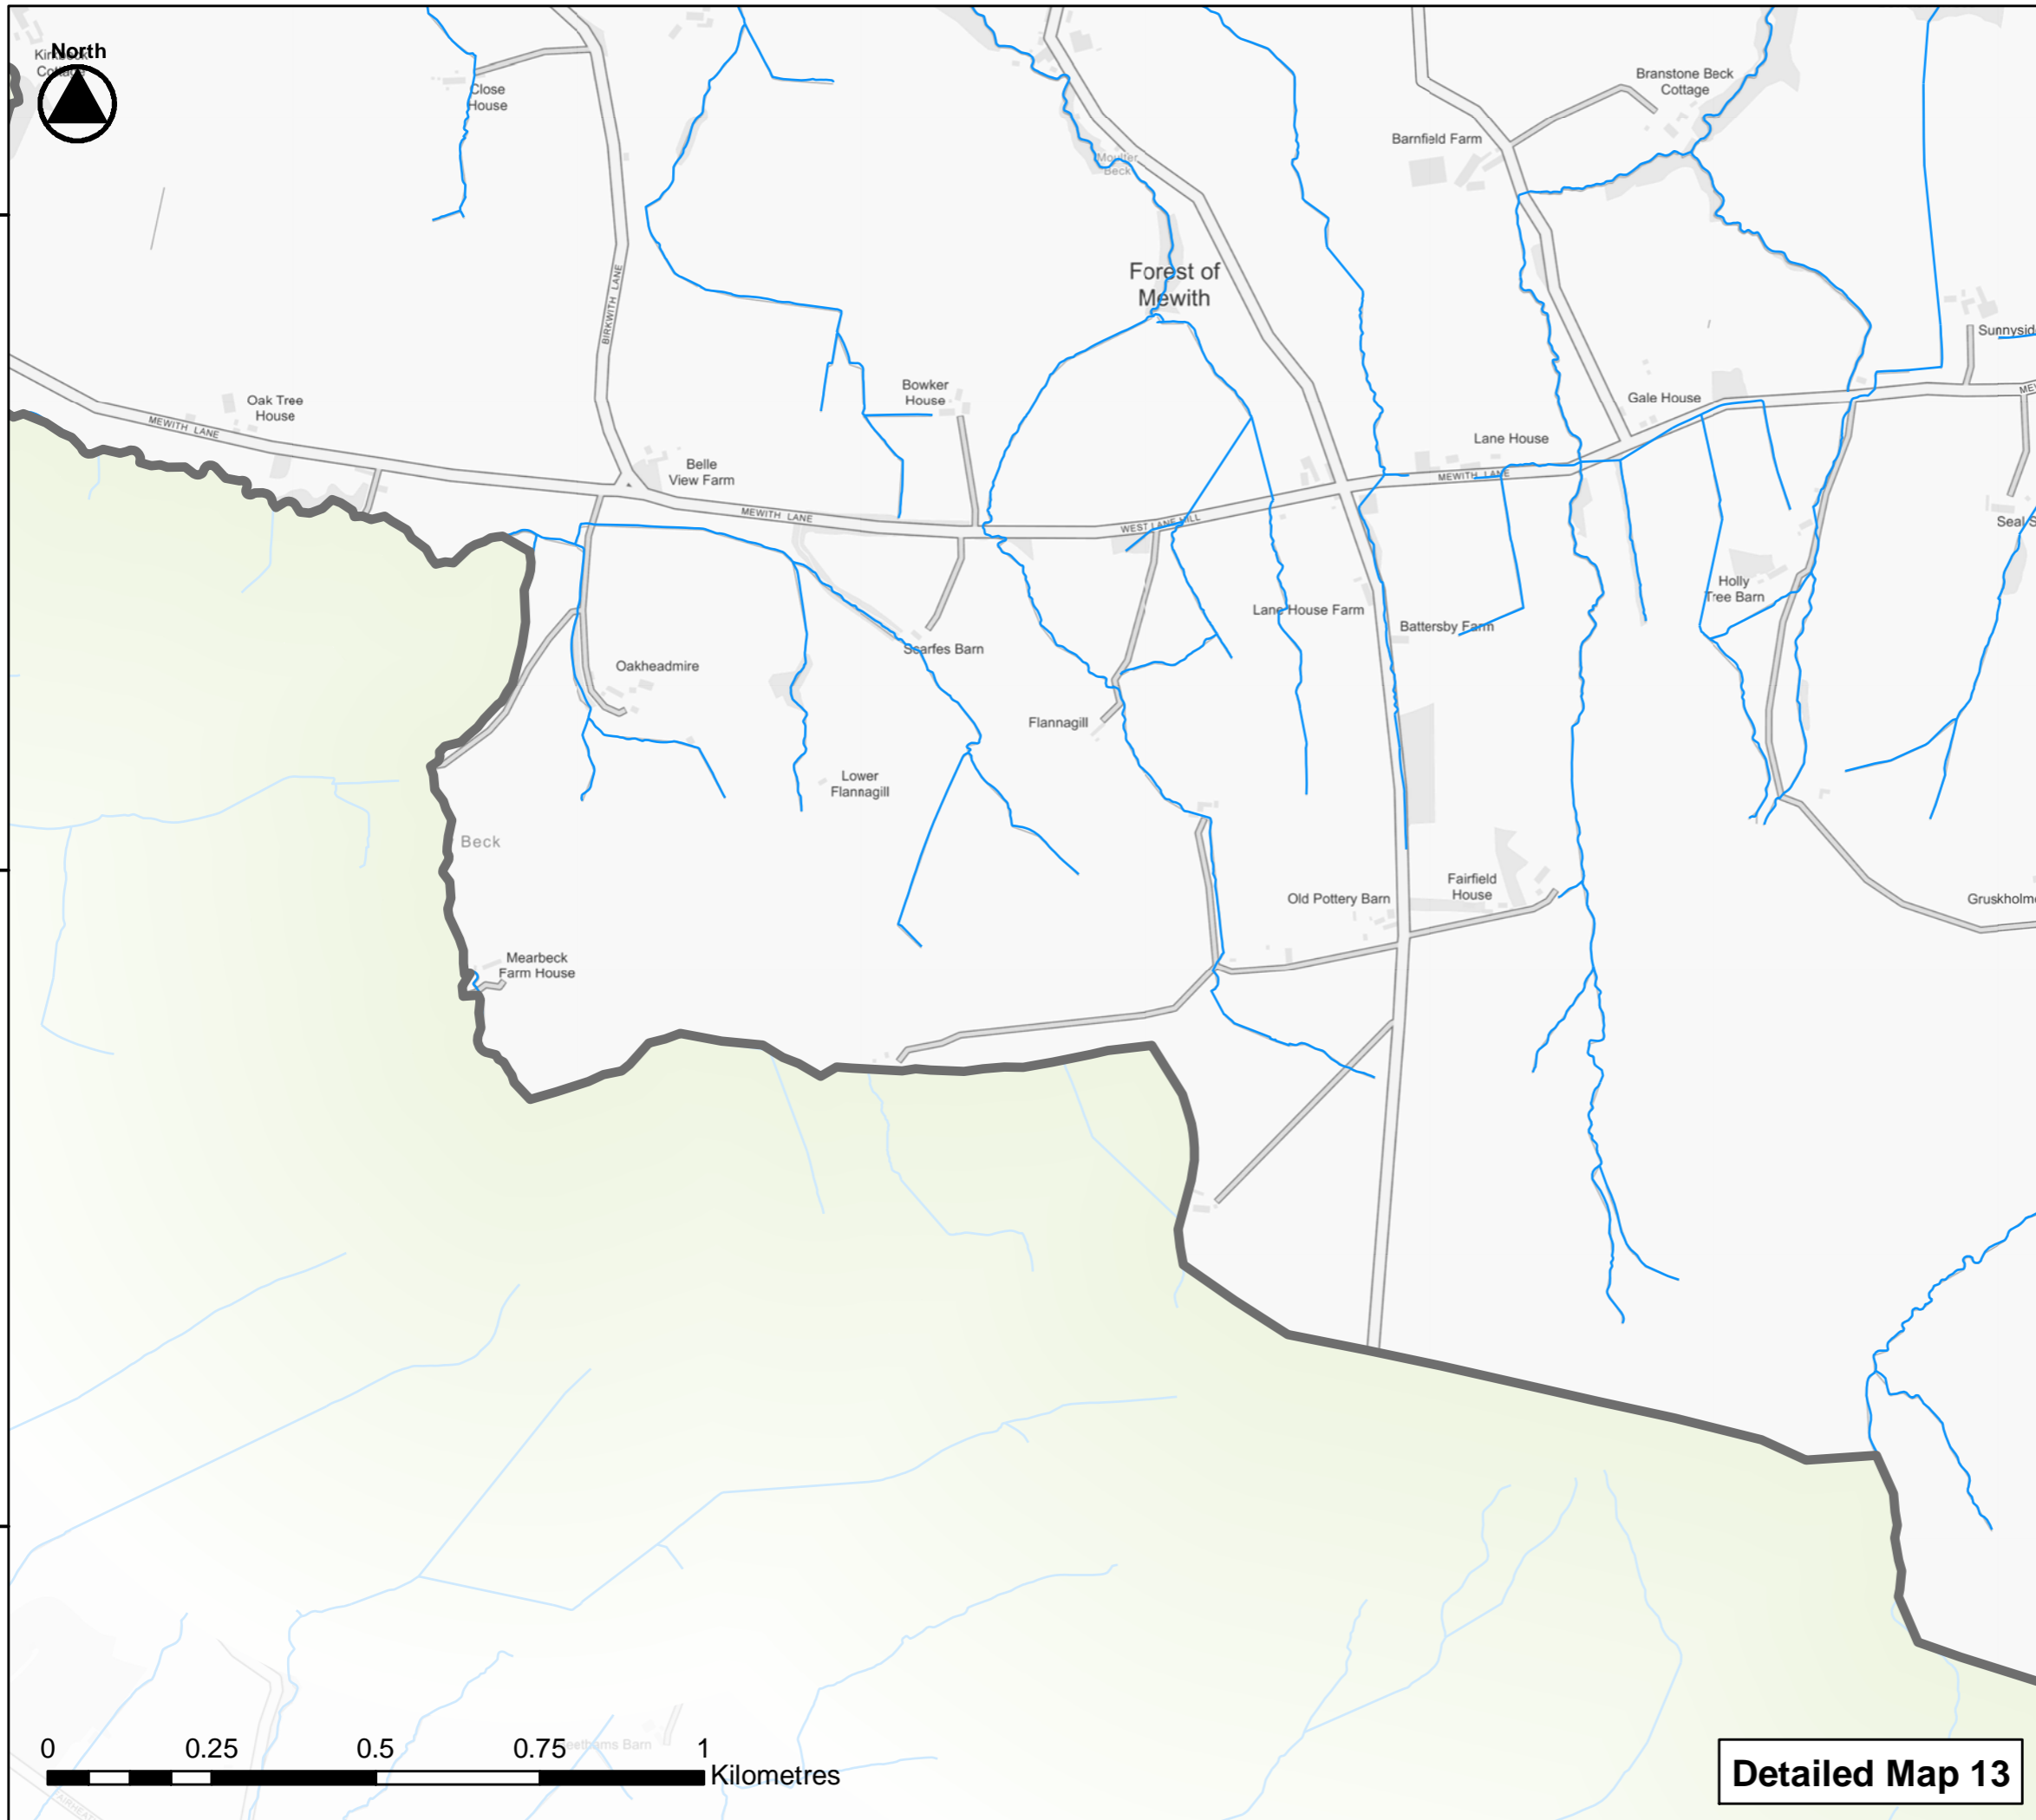 North
Close
House
Moulter
Beck
Branstone Beck
Cottage
Barnfield Farm
Forest of
Mewith
BIRKWITH LANE
Oak Tree
House
MEWITH LANE
Bowker
House
Gale House
Lane House
Belle
View Farm
MEWITH LANE
WEST LANE HILL
MEWITH LANE
Holly
Tree Barn
Lane House Farm
Battersby Farm
Scarfes Barn
Oakheadmire
Flannagill
Lower
Flannagill
Beck
Fairfield
House
Old Pottery Barn
Mearbeck
Farm House
0 0.25 0.5 0.75 1
Kilometres
Detailed Map 13